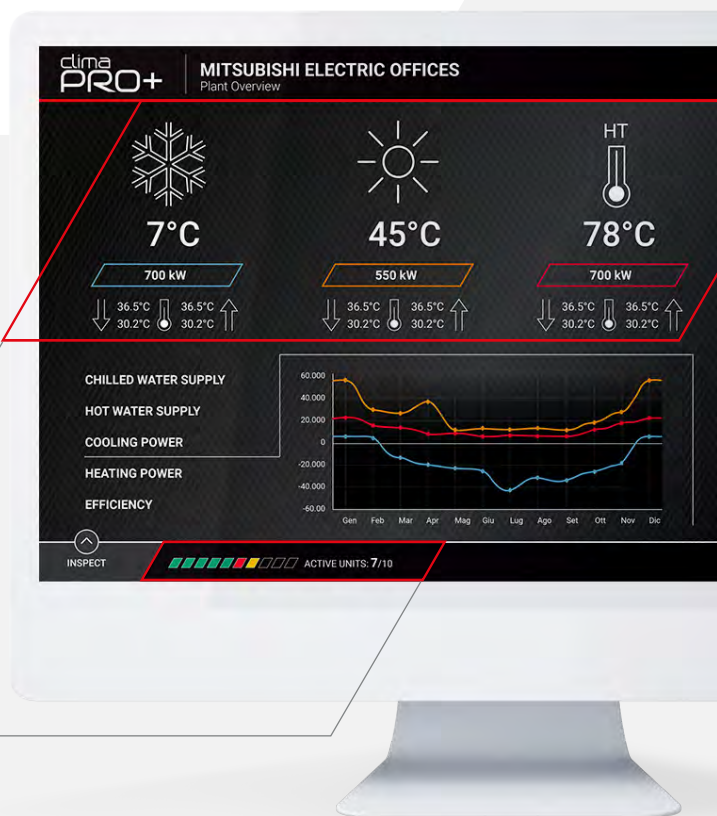 clima
PRO+
MITSUBISHI ELECTRIC OFFICES
Plant Overview
HT
7°C
45°C
78°C
700 kW
550 kW
700 kW
36.5°C 36.5°C
30.2°C 30.2°C
36.5°C 36.5°C
30.2°C 30.2°C
36.5°C 36.5°C
30.2°C 30.2°C
CHILLED WATER SUPPLY
HOT WATER SUPPLY
COOLING POWER
HEATING POWER
EFFICIENCY
60.000
40.000
20.000
0
-20.000
-40.000
-60.00
Gen Feb Mar Apr Mag Giu Lug Ago Set Ott Nov Dic
INSPECT
ACTIVE UNITS: 7/10